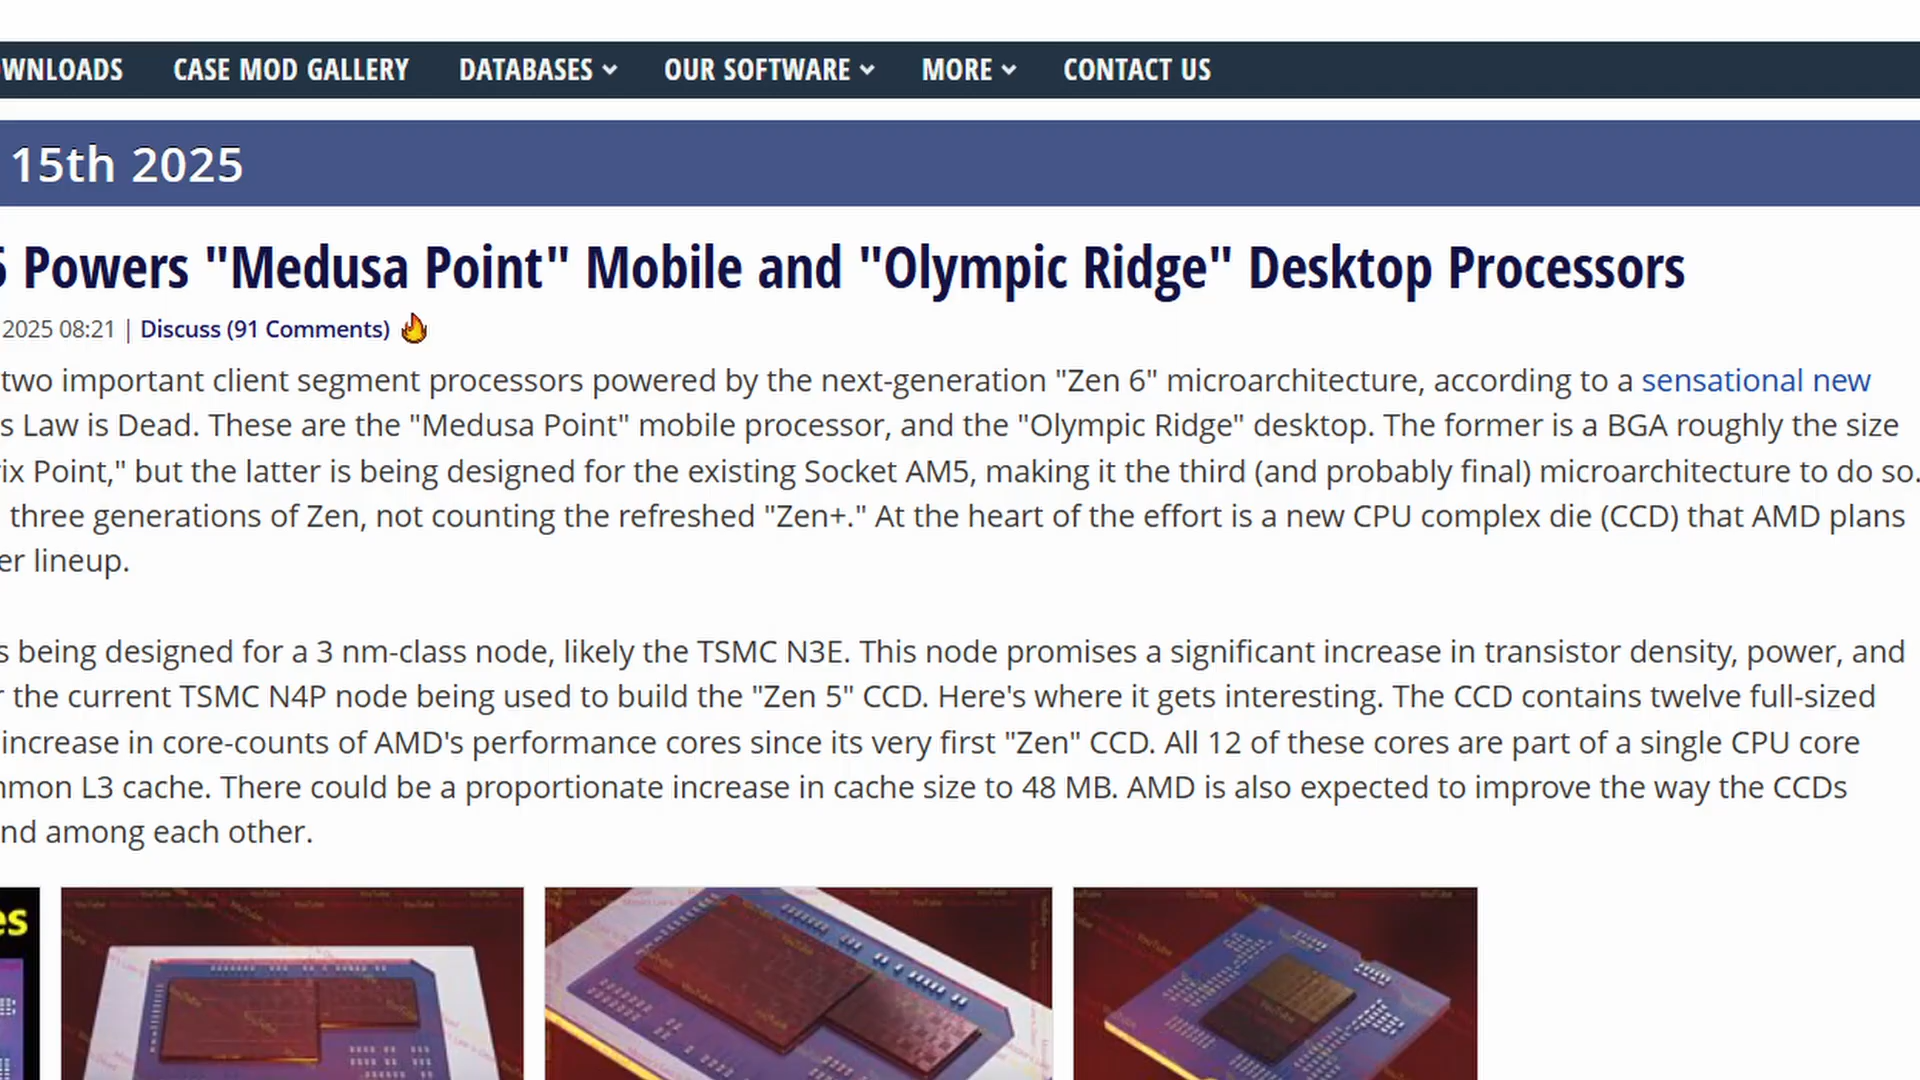 WNLOADS CASE MOD GALLERY DATABASES OUR SOFTWARE MORE CONTACT US
15th 2025
Powers "Medusa Point" Mobile and "Olympic Ridge" Desktop Processors
2025 08:21 | Discuss (91 Comments)
two important client segment processors powered by the next-generation "Zen 6" microarchitecture, according to a sensational new
s Law is Dead. These are the "Medusa Point" mobile processor, and the "Olympic Ridge" desktop. The former is a BGA roughly the size
ix Point," but the latter is being designed for the existing Socket AM5, making it the third (and probably final) microarchitecture to do so.
three generations of Zen, not counting the refreshed "Zen+." At the heart of the effort is a new CPU complex die (CCD) that AMD plans
er lineup.
s being designed for a 3 nm-class node, likely the TSMC N3E. This node promises a significant increase in transistor density, power, and
r the current TSMC N4P node being used to build the "Zen 5" CCD. Here's where it gets interesting. The CCD contains twelve full-sized
increase in core-counts of AMD's performance cores since its very first "Zen" CCD. All 12 of these cores are part of a single CPU core
mmon L3 cache. There could be a proportionate increase in cache size to 48 MB. AMD is also expected to improve the way the CCDs
nd among each other.
es